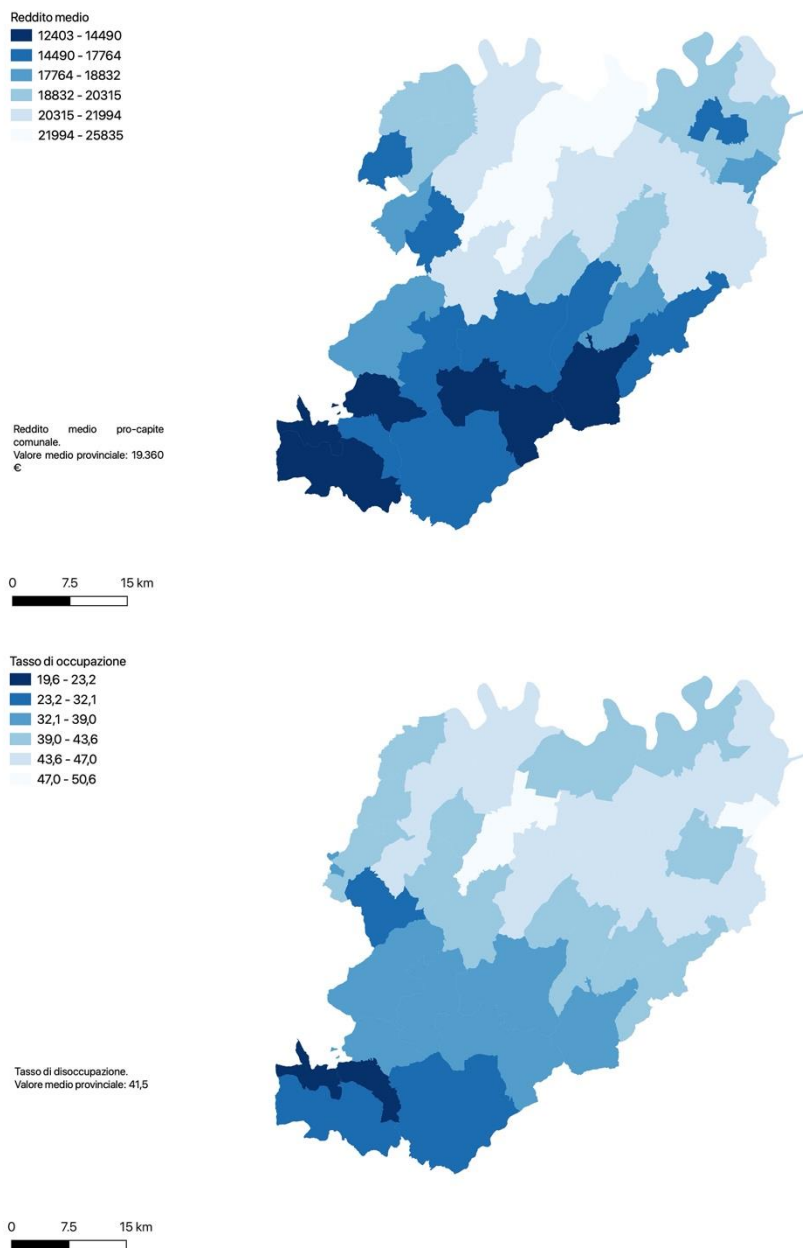 Reddito medio
12403 - 14490
14490 - 17764
17764 - 18832
18832 - 20315
20315 - 21994
21994 - 25835
Reddito medio pro-capite
comunale.
Valore medio provinciale: 19.360
€
0 7.5 15 km
Tasso di occupazione
19,6 - 23,2
23,2 - 32,1
32,1 - 39,0
39,0 - 43,6
43,6 - 47,0
47,0 - 50,6
Tasso di disoccupazione.
Valore medio provinciale: 41,5
0 7.5 15 km